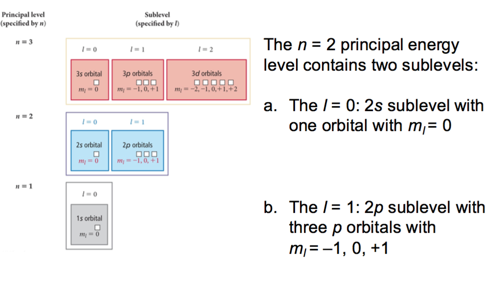 Principal level
(specified by n)
Sublevel
(specified by l)
n = 3
l = 0
l = 1
l = 2
3s orbital
3p orbitals
3d orbitals
ml = 0
ml = −1, 0, +1
ml = −2, −1, 0, +1, +2
n = 2
l = 0
l = 1
2s orbital
2p orbitals
ml = 0
ml = −1, 0, +1
n = 1
l = 0
1s orbital
ml = 0
The n = 2 principal energy
level contains two sublevels:
a. The l = 0: 2s sublevel with
one orbital with ml= 0
b. The l = 1: 2p sublevel with
three p orbitals with
ml = –1, 0, +1